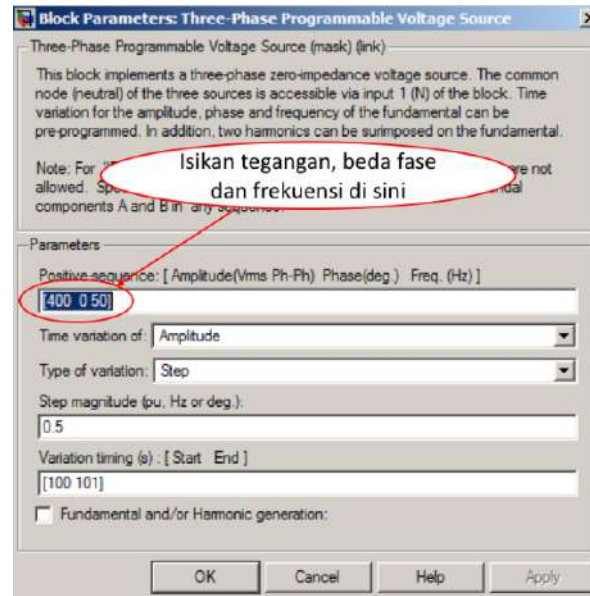 Block Parameters: Three-Phase Programmable Voltage Source
Three-Phase Programmable Voltage Source (mask) (link)
This block implements a three-phase zero-impedance voltage source. The common
node (neutral) of the three sources is accessible via input 1 (N) of the block. Time
variation for the amplitude, phase and frequency of the fundamental can be
pre-programmed. In addition, two harmonics can be surimposed on the fundamental.
Note: For
are not
allowed.
components A and B in any sequence.
Isikan tegangan, beda fase
dan frekuensi di sini
Parameters
Positive sequence: [ Amplitude(Vrms Ph-Ph) Phase(deg.) Freq. (Hz) ]
[400 0 50]
Time variation of: Amplitude
Type of variation: Step
Step magnitude (pu, Hz or deg.):
0.5
Variation timing (s) : [ Start End ]
[100 101]
Fundamental and/or Harmonic generation:
OK Cancel Help Apply